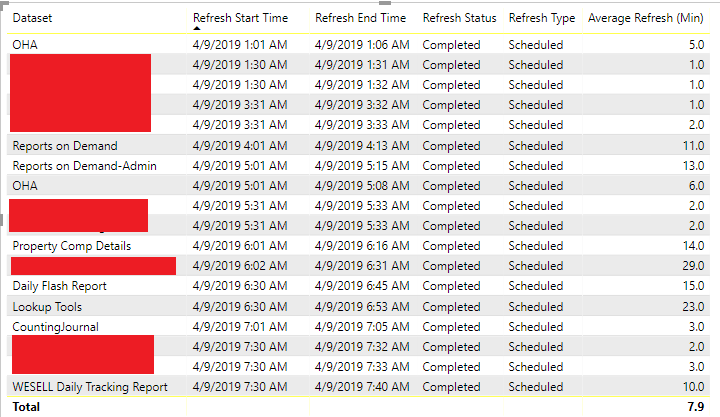 Dataset Refresh Start Time Refresh End Time Refresh Status Refresh Type Average Refresh (Min)
OHA 4/9/2019 1:01 AM 4/9/2019 1:06 AM Completed Scheduled 5.0
4/9/2019 1:30 AM 4/9/2019 1:31 AM Completed Scheduled 1.0
4/9/2019 1:30 AM 4/9/2019 1:32 AM Completed Scheduled 1.0
4/9/2019 3:31 AM 4/9/2019 3:32 AM Completed Scheduled 1.0
4/9/2019 3:31 AM 4/9/2019 3:33 AM Completed Scheduled 2.0
Reports on Demand 4/9/2019 4:01 AM 4/9/2019 4:13 AM Completed Scheduled 11.0
Reports on Demand-Admin 4/9/2019 5:01 AM 4/9/2019 5:15 AM Completed Scheduled 13.0
OHA 4/9/2019 5:01 AM 4/9/2019 5:08 AM Completed Scheduled 6.0
4/9/2019 5:31 AM 4/9/2019 5:33 AM Completed Scheduled 2.0
4/9/2019 5:31 AM 4/9/2019 5:33 AM Completed Scheduled 2.0
Property Comp Details 4/9/2019 6:01 AM 4/9/2019 6:16 AM Completed Scheduled 14.0
4/9/2019 6:02 AM 4/9/2019 6:31 AM Completed Scheduled 29.0
Daily Flash Report 4/9/2019 6:30 AM 4/9/2019 6:45 AM Completed Scheduled 15.0
Lookup Tools 4/9/2019 6:30 AM 4/9/2019 6:53 AM Completed Scheduled 23.0
CountingJournal 4/9/2019 7:01 AM 4/9/2019 7:05 AM Completed Scheduled 3.0
4/9/2019 7:30 AM 4/9/2019 7:32 AM Completed Scheduled 2.0
4/9/2019 7:30 AM 4/9/2019 7:33 AM Completed Scheduled 3.0
WESELL Daily Tracking Report 4/9/2019 7:30 AM 4/9/2019 7:40 AM Completed Scheduled 10.0
Total 7.9